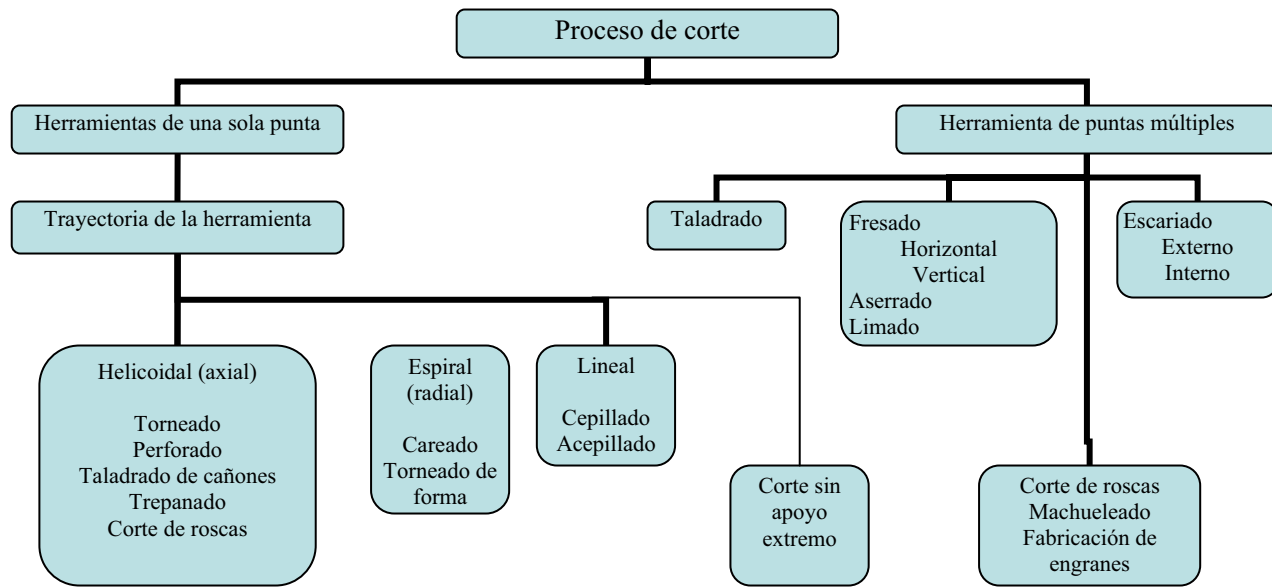 Proceso de corte
Herramientas de una sola punta
Herramienta de puntas múltiples
Trayectoria de la herramienta
Taladrado
Fresado
Horizontal
Vertical
Aserrado
Limado
Escariado
Externo
Interno
Helicoidal (axial)
Torneado
Perforado
Taladrado de cañones
Trepanado
Corte de roscas
Espiral
(radial)
Careado
Torneado de
forma
Lineal
Cepillado
Acepillado
Corte sin
apoyo
extremo
Corte de roscas
Machueleado
Fabricación de
engranes